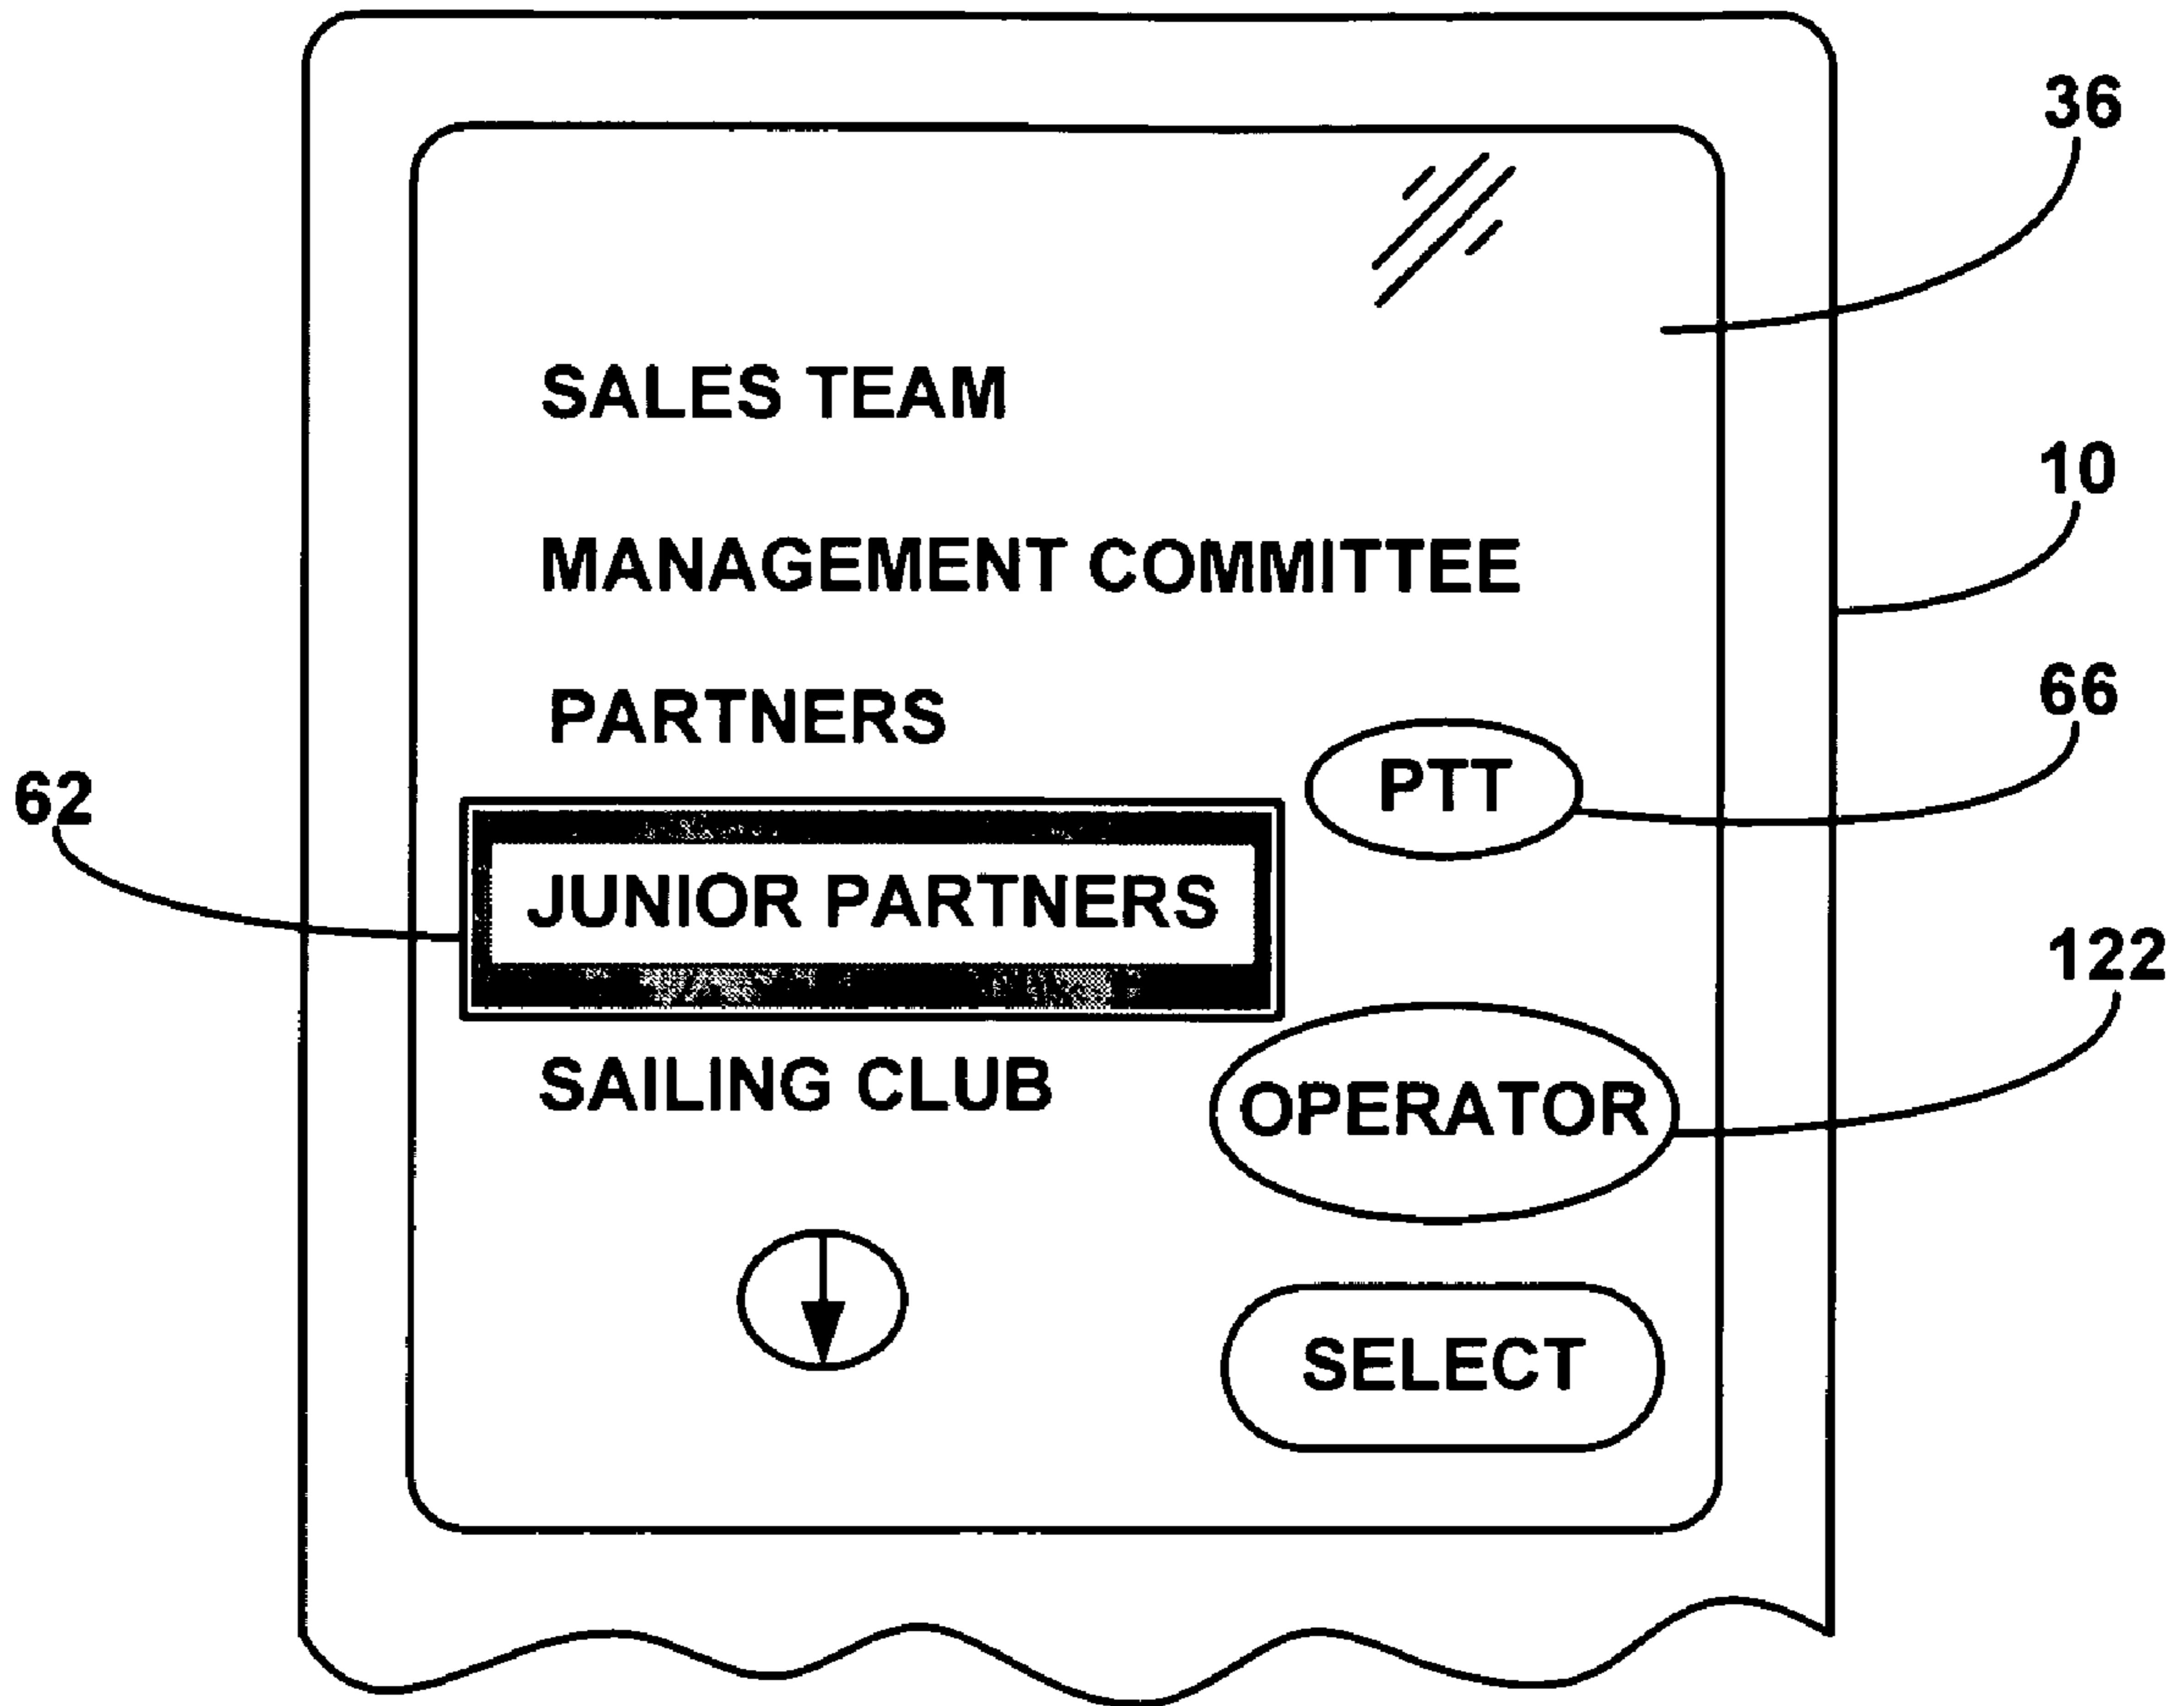 36
SALES TEAM
10
MANAGEMENT COMMITTEE
66
PARTNERS
PTT
62
JUNIOR PARTNERS
122
SAILING CLUB
OPERATOR
SELECT